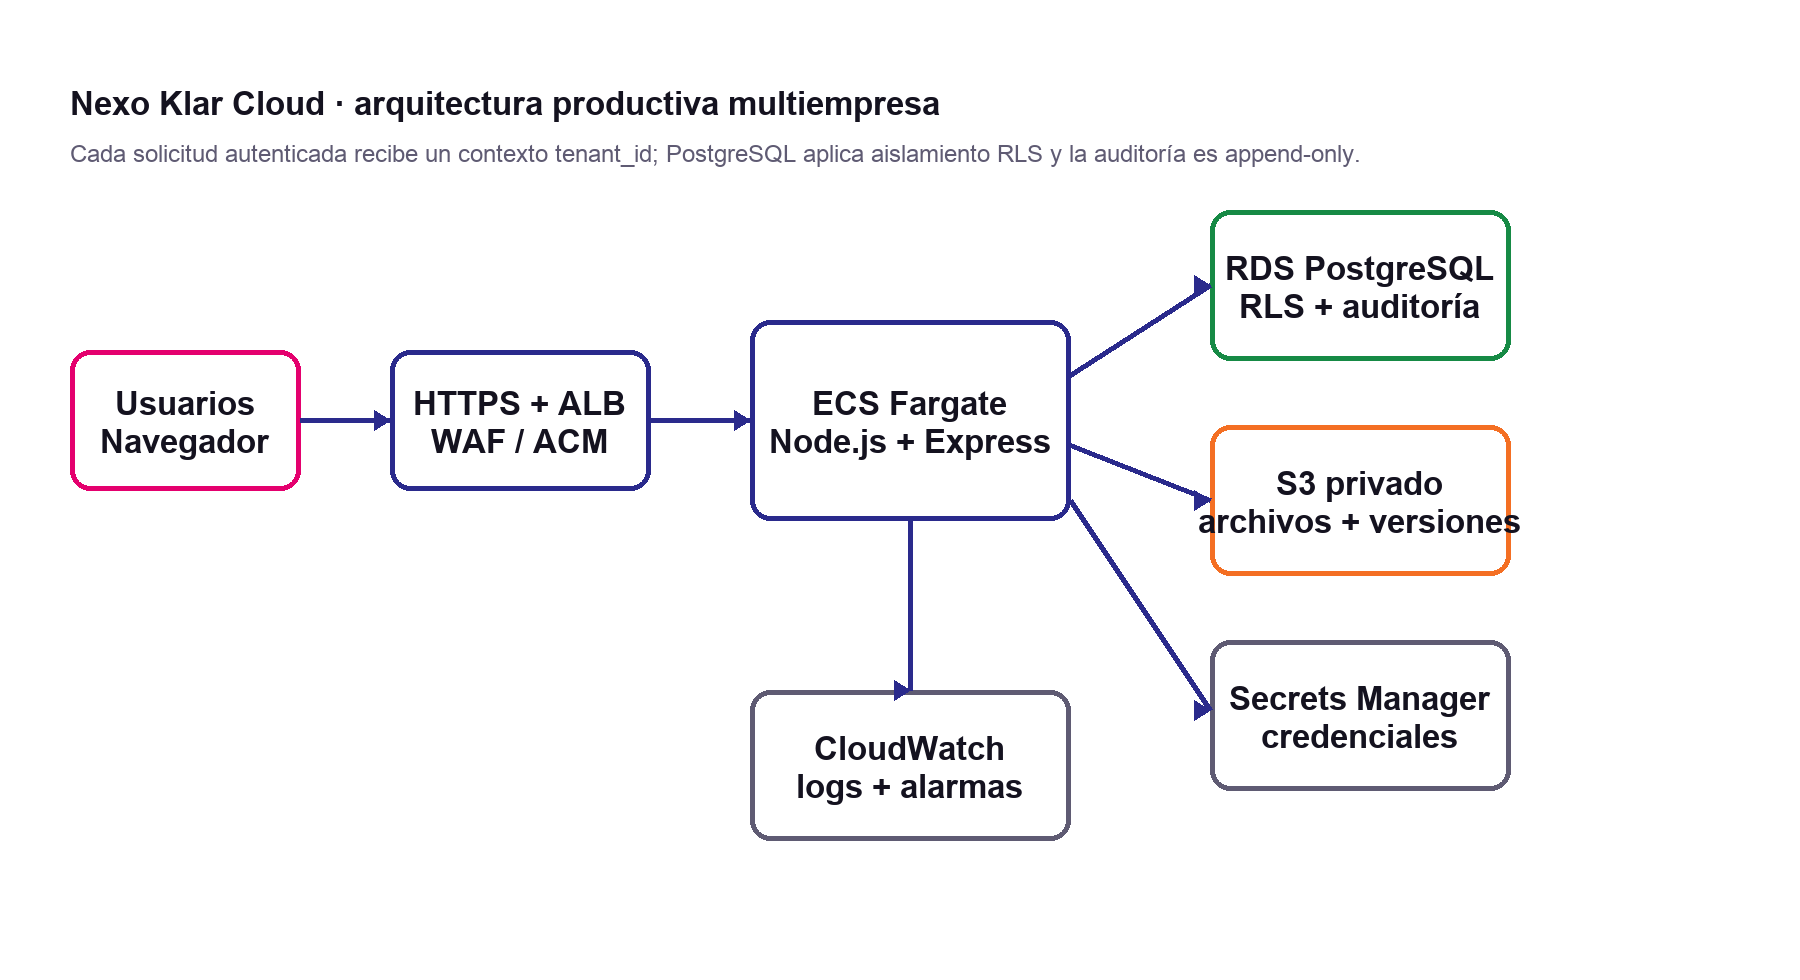 Nexo Klar Cloud · arquitectura productiva multiempresa
Cada solicitud autenticada recibe un contexto tenant_id; PostgreSQL aplica aislamiento RLS y la auditoría es append-only.
Usuarios
Navegador
HTTPS + ALB
WAF / ACM
ECS Fargate
Node.js + Express
RDS PostgreSQL
RLS + auditoría
S3 privado
archivos + versiones
Secrets Manager
credenciales
CloudWatch
logs + alarmas